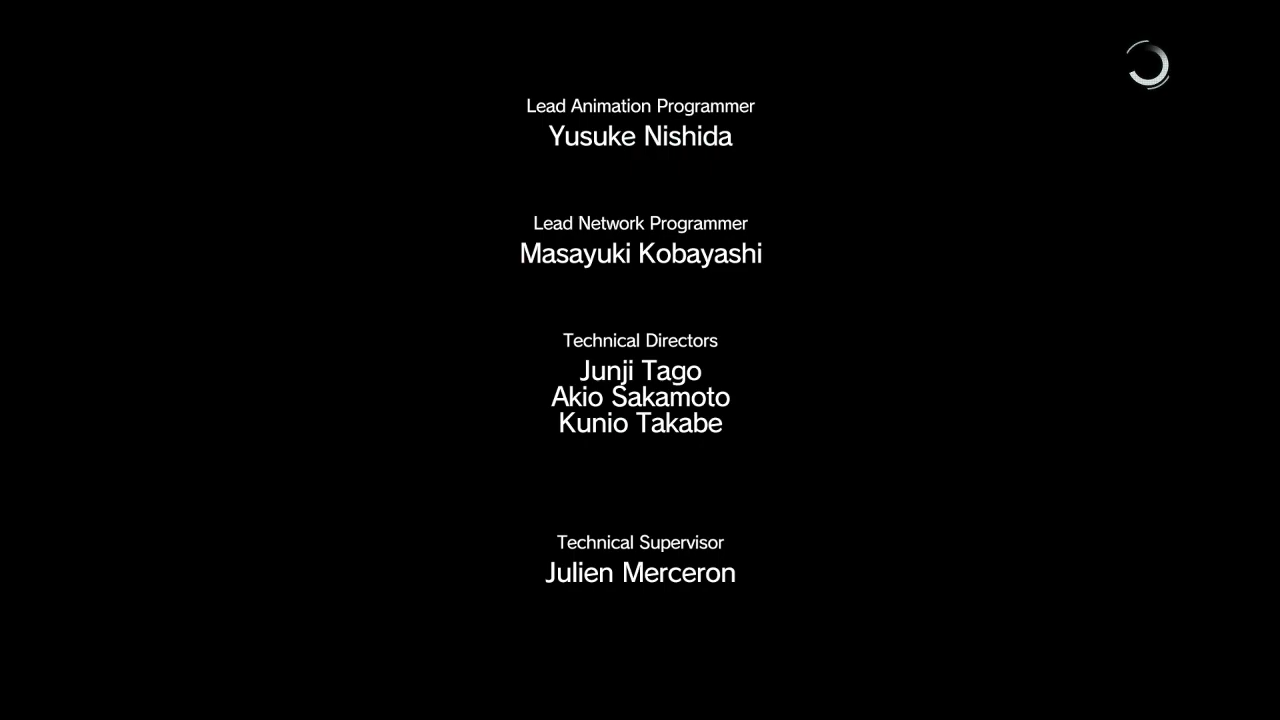 Lead Animation Programmer
Yusuke Nishida
Lead Network Programmer
Masayuki Kobayashi
Technical Directors
Junji Tago
Akio Sakamoto
Kunio Takabe
Technical Supervisor
Julien Merceron